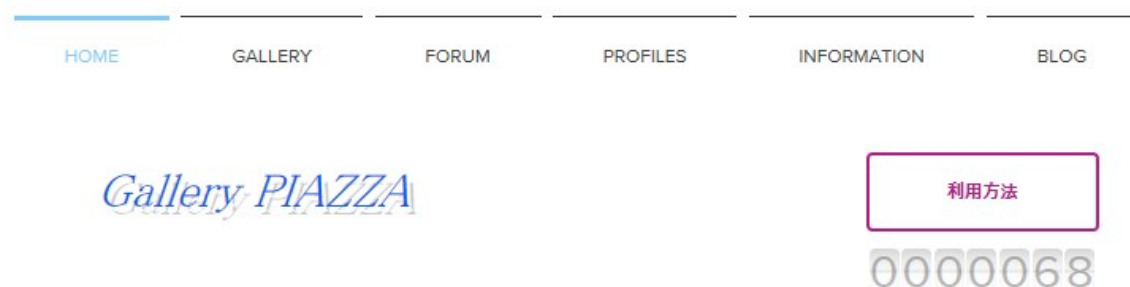 HOME GALLERY FORUM PROFILES INFORMATION BLOG
Gallery PIAZZA
利用方法
0000068